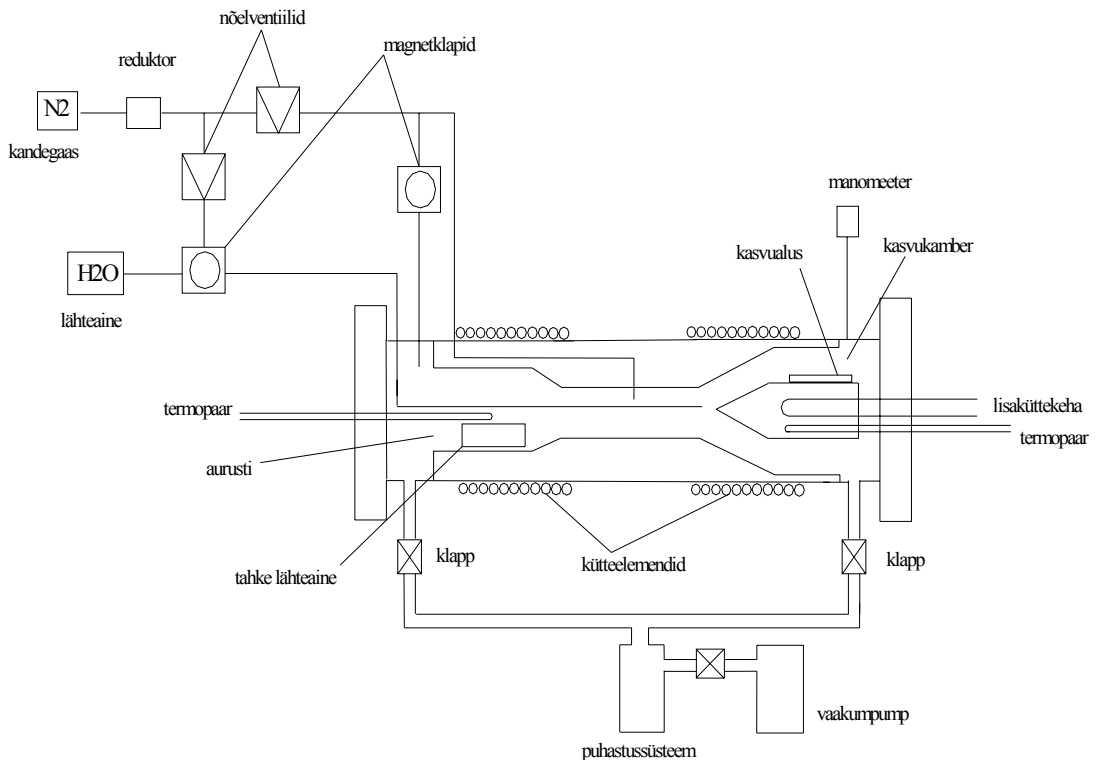 nõelventiilid
magnetklapid
reduktor
N2
kandegaas
manomeeter
kasvualus
kasvukamber
H2O
lähteaine
termopaar
lisaküttekeha
termopaar
aurusti
klapp
kütteelemendid
klapp
tahke lähteaine
vaakumpump
puhastussüsteem